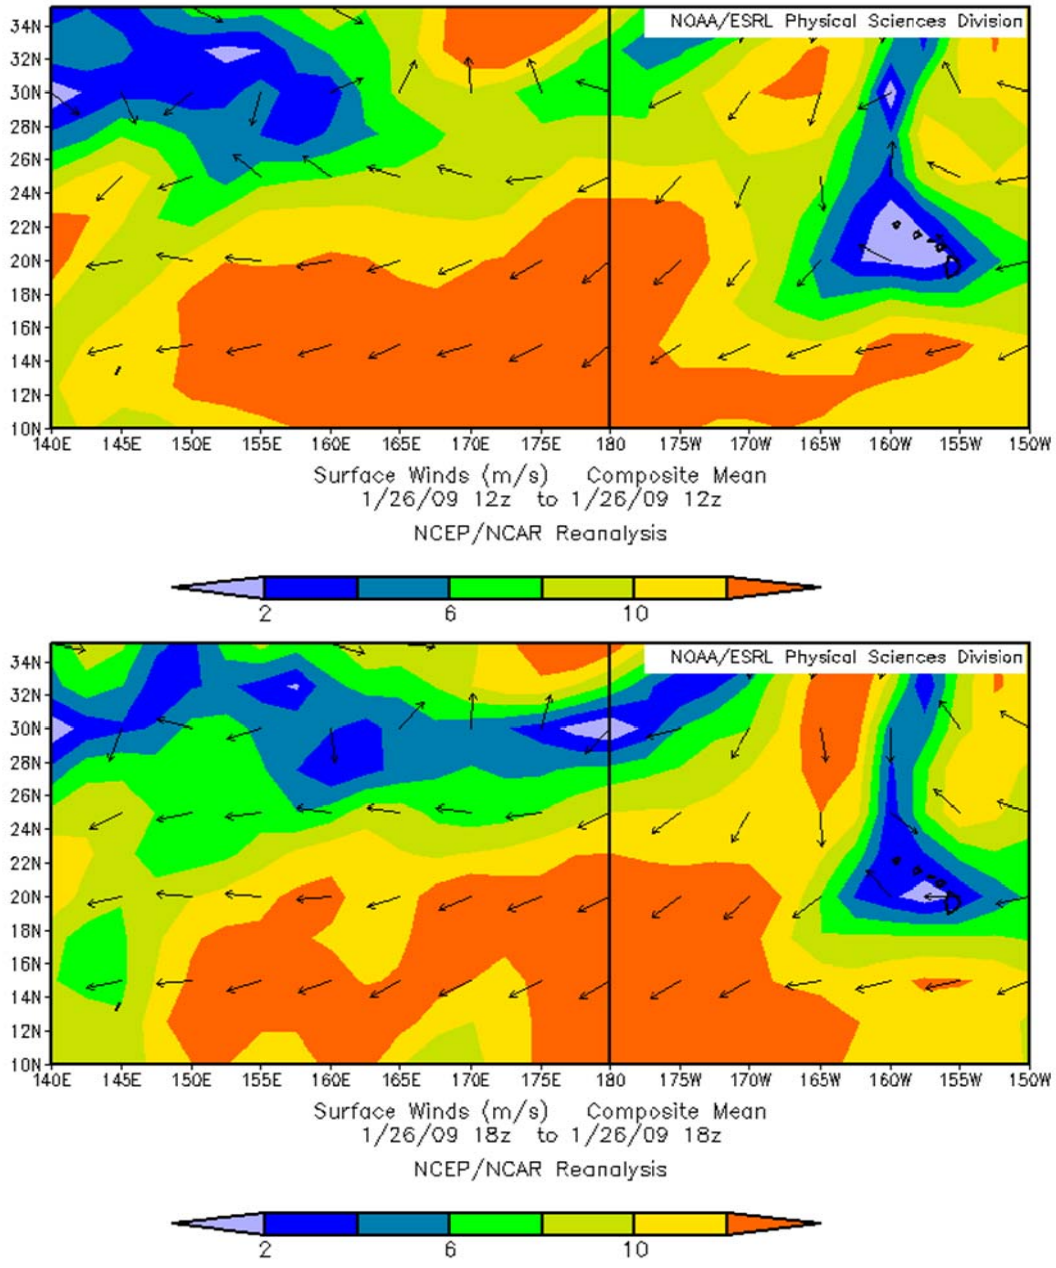 34N
NOAA/ESRL Physical Sciences Division
32N
30N
28N
26N
24N
22N
20N
18N
16N
14N
12N
10N
140E 145E 150E 155E 160E 165E 170E 175E 180 175W 170W 165W 160W 155W 150W
Surface Winds (m/s) Composite Mean
1/26/09 12z to 1/26/09 12z
NCEP/NCAR Reanalysis
2 6 10
34N
NOAA/ESRL Physical Sciences Division
32N
30N
28N
26N
24N
22N
20N
18N
16N
14N
12N
10N
140E 145E 150E 155E 160E 165E 170E 175E 180 175W 170W 165W 160W 155W 150W
Surface Winds (m/s) Composite Mean
1/26/09 18z to 1/26/09 18z
NCEP/NCAR Reanalysis
2 6 10